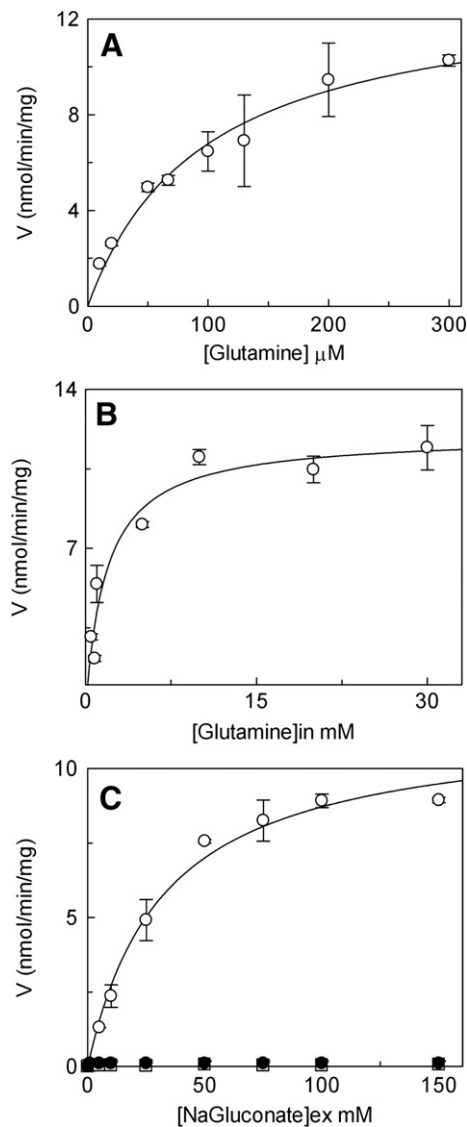 A
12
8
4
0
V (nmol/min/mg)
0 100 200 300
[Glutamine] μM
B
14
7
V (nmol/min/mg)
0 15 30
[Glutamine]in mM
C
10
5
0
V (nmol/min/mg)
0 50 100 150
[NaGluconate]ex mM